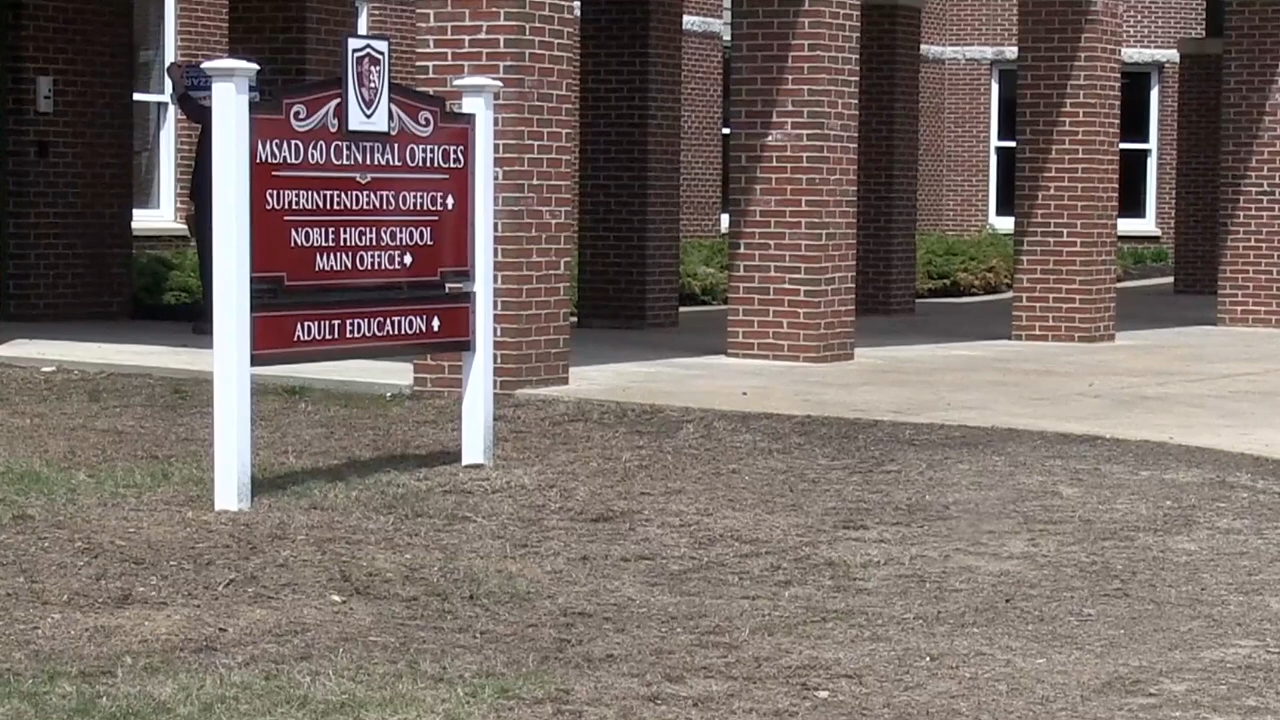 MSAD 60 CENTRAL OFFICES
SUPERINTENDENTS OFFICE
NOBLE HIGH SCHOOL
MAIN OFFICE
ADULT EDUCATION